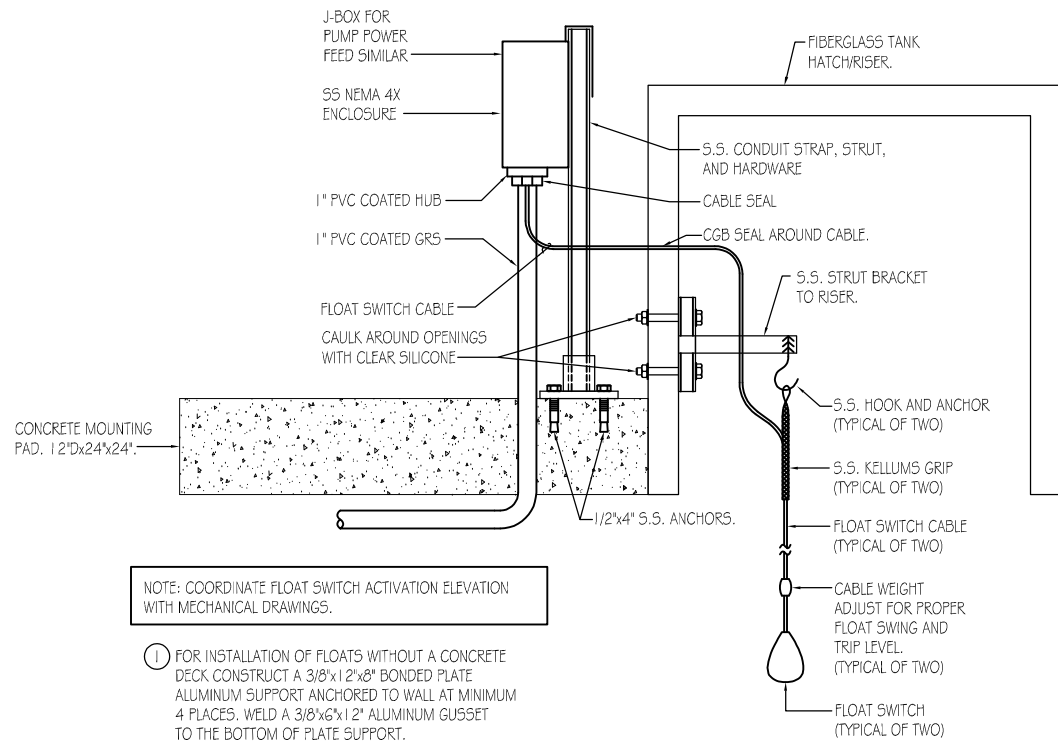 J-BOX FOR
PUMP POWER
FEED SIMILAR
SS NEMA 4X
ENCLOSURE
1" PVC COATED HUB
1" PVC COATED GRS
FLOAT SWITCH CABLE
CAULK AROUND OPENINGS
WITH CLEAR SILICONE
CONCRETE MOUNTING
PAD. 12"Dx24"x24".
FIBERGLASS TANK
HATCH/RISER.
S.S. CONDUIT STRAP, STRUT,
AND HARDWARE
CABLE SEAL
CGB SEAL AROUND CABLE.
S.S. STRUT BRACKET
TO RISER.
S.S. HOOK AND ANCHOR
(TYPICAL OF TWO)
S.S. KELLUMS GRIP
(TYPICAL OF TWO)
1/2"x4" S.S. ANCHORS.
FLOAT SWITCH CABLE
(TYPICAL OF TWO)
CABLE WEIGHT
ADJUST FOR PROPER
FLOAT SWING AND
TRIP LEVEL.
(TYPICAL OF TWO)
FLOAT SWITCH
(TYPICAL OF TWO)
NOTE: COORDINATE FLOAT SWITCH ACTIVATION ELEVATION
WITH MECHANICAL DRAWINGS.
1 FOR INSTALLATION OF FLOATS WITHOUT A CONCRETE
DECK CONSTRUCT A 3/8"x12"x8" BONDED PLATE
ALUMINUM SUPPORT ANCHORED TO WALL AT MINIMUM
4 PLACES. WELD A 3/8"x6"x12" ALUMINUM GUSSET
TO THE BOTTOM OF PLATE SUPPORT.